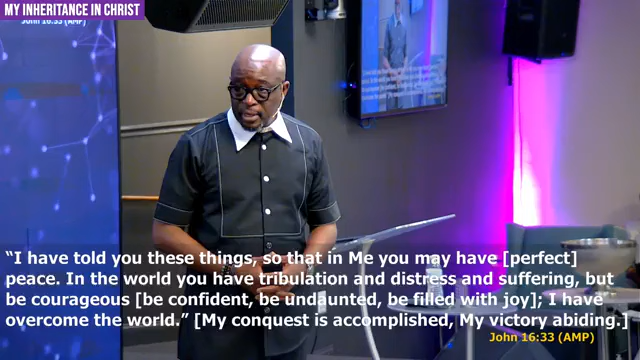 MY INHERITANCE IN CHRIST
John 16:33 (AMP)
“I have told you these things, so that in Me you may have [perfect]
peace. In the world you have tribulation and distress and suffering, but
be courageous [be confident, be undaunted, be filled with joy]; I have
overcome the world.” [My conquest is accomplished, My victory abiding.]
John 16:33 (AMP)